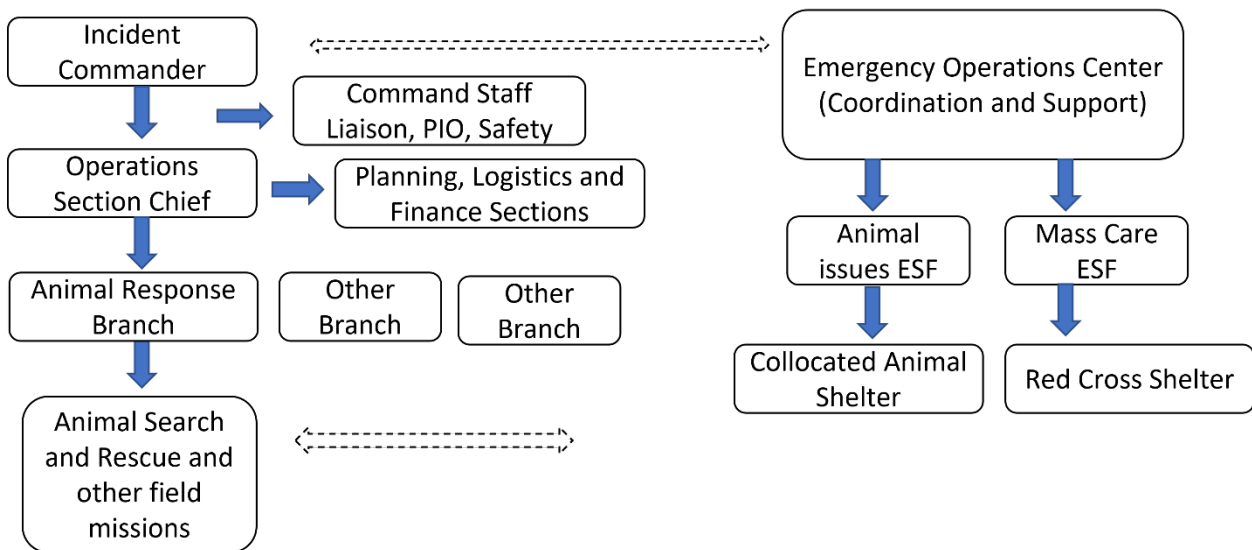 Incident
Commander
Command Staff
Liaison, PIO, Safety
Operations
Section Chief
Planning, Logistics and
Finance Sections
Animal Response
Branch
Other
Branch
Other
Branch
Animal Search
and Rescue and
other field
missions
Emergency Operations Center
(Coordination and Support)
Animal
issues ESF
Mass Care
ESF
Collocated Animal
Shelter
Red Cross Shelter